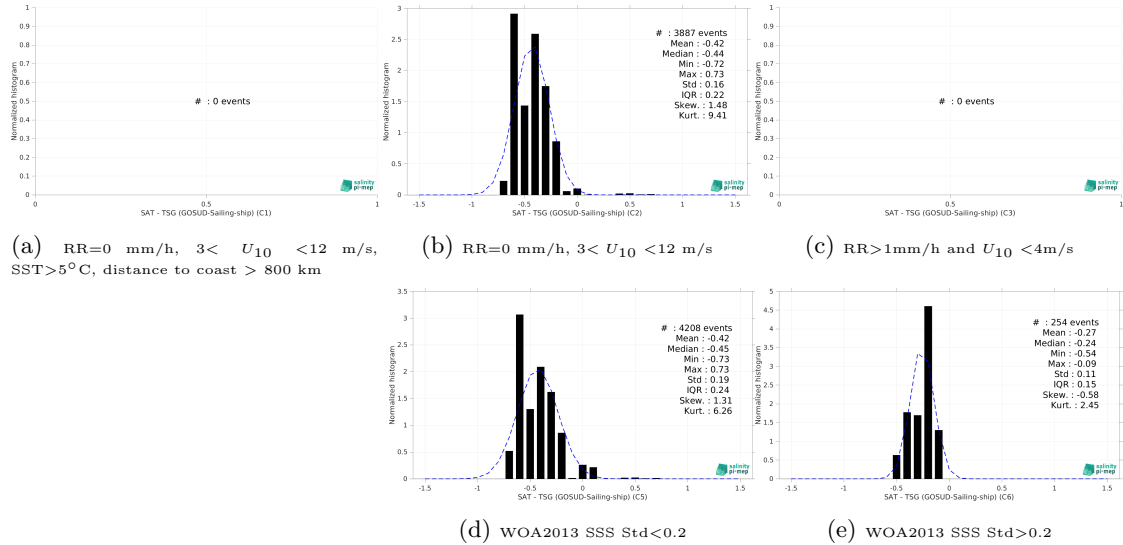 Normalized histogram
1
0.9
0.8
0.7
0.6
0.5
0.4
0.3
0.2
0.1
0
# : 0 events
salinity
pi-mep
0 0.5 1
SAT - TSG (GOSUD-Sailing-ship) (C1)
(a) RR=0 mm/h, 3< U10 <12 m/s,
SST>5°C, distance to coast > 800 km
Normalized histogram
3
2.5
2
1.5
1
0.5
0
# : 3887 events
Mean : -0.42
Median : -0.44
Min : -0.72
Max : 0.73
Std : 0.16
IQR : 0.22
Skew. : 1.48
Kurt. : 9.41
salinity
pi-mep
-1.5 -1 -0.5 0 0.5 1 1.5
SAT - TSG (GOSUD-Sailing-ship) (C2)
(b) RR=0 mm/h, 3< U10 <12 m/s
Normalized histogram
1
0.9
0.8
0.7
0.6
0.5
0.4
0.3
0.2
0.1
0
# : 0 events
salinity
pi-mep
0 0.5 1
SAT - TSG (GOSUD-Sailing-ship) (C3)
(c) RR>1mm/h and U10 <4m/s
Normalized histogram
3.5
3
2.5
2
1.5
1
0.5
0
# : 4208 events
Mean : -0.42
Median : -0.45
Min : -0.73
Max : 0.73
Std : 0.19
IQR : 0.24
Skew. : 1.31
Kurt. : 6.26
salinity
pi-mep
-1.5 -1 -0.5 0 0.5 1 1.5
SAT - TSG (GOSUD-Sailing-ship) (C5)
(d) WOA2013 SSS Std<0.2
Normalized histogram
5
4.5
4
3.5
3
2.5
2
1.5
1
0.5
0
# : 254 events
Mean : -0.27
Median : -0.24
Min : -0.54
Max : -0.09
Std : 0.11
IQR : 0.15
Skew. : -0.58
Kurt. : 2.45
salinity
pi-mep
-1.5 -1 -0.5 0 0.5 1 1.5
SAT - TSG (GOSUD-Sailing-ship) (C6)
(e) WOA2013 SSS Std>0.2